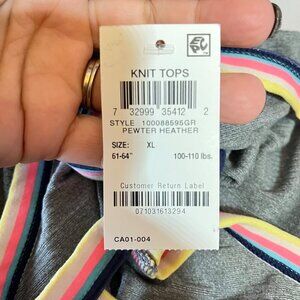 KNIT TOPS
7 32999 35412 2
STYLE 100088595GR
PEWTER HEATHER
SIZE: XL
61-64" 100-110 lbs.
Customer Return Label
071031613294
CA01-004